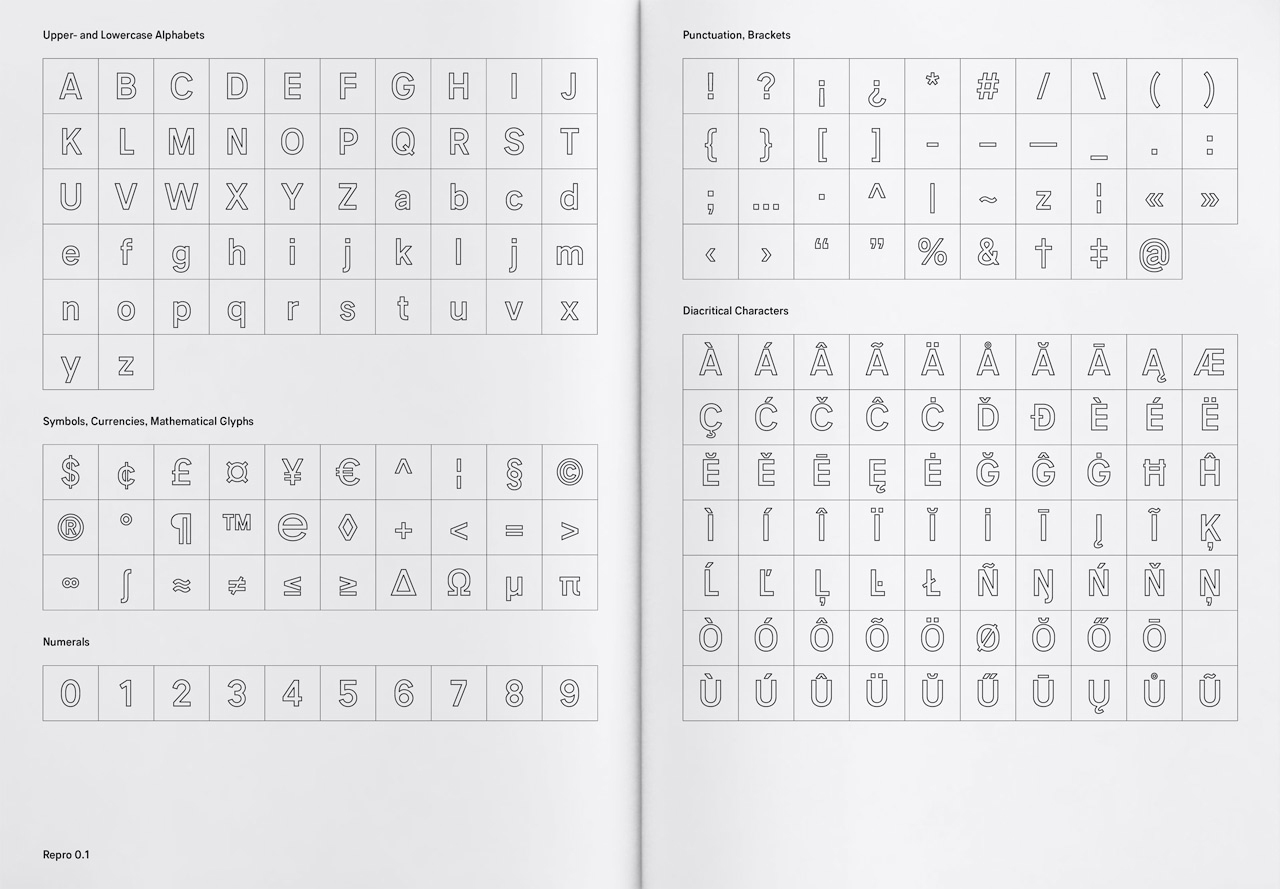 Upper- and Lowercase Alphabets
A B C D E F G H I J
K L M N O P Q R S T
U V W X Y Z a b c d
e f g h i j k l j m
n o p q r s t u v x
y z
Symbols, Currencies, Mathematical Glyphs
$ ¢ £ ¤ ¥ € ^ ¦ § ©
® ° ¶ ™ ℮ ◊ + < = >
∞ ∫ ≈ ≠ ≤ ≥ Δ Ω µ π
Numerals
0 1 2 3 4 5 6 7 8 9
Repro 0.1
Punctuation, Brackets
! ? ¡ ¿ * # / \ ( )
{ } [ ] - – — _ . :
; … · ^ | ~ z ¦ « »
‹ › “ ” % & † ‡ @
Diacritical Characters
À Á Â Ã Ä Å Ă Ā Ą Æ
Ç Ć Č Ĉ Ċ Ď Đ È É Ë
Ĕ Ě Ē Ę Ė Ğ Ĝ Ġ Ħ Ĥ
Ì Í Î Ï Ĭ İ Ī Į Ĩ Ķ
Ĺ Ľ Ļ Ŀ Ł Ñ Ŋ Ń Ň Ņ
Ò Ó Ô Õ Ö Ø Ŏ Ő Ō
Ù Ú Û Ü Ŭ Ű Ū Ų Ů Ũ